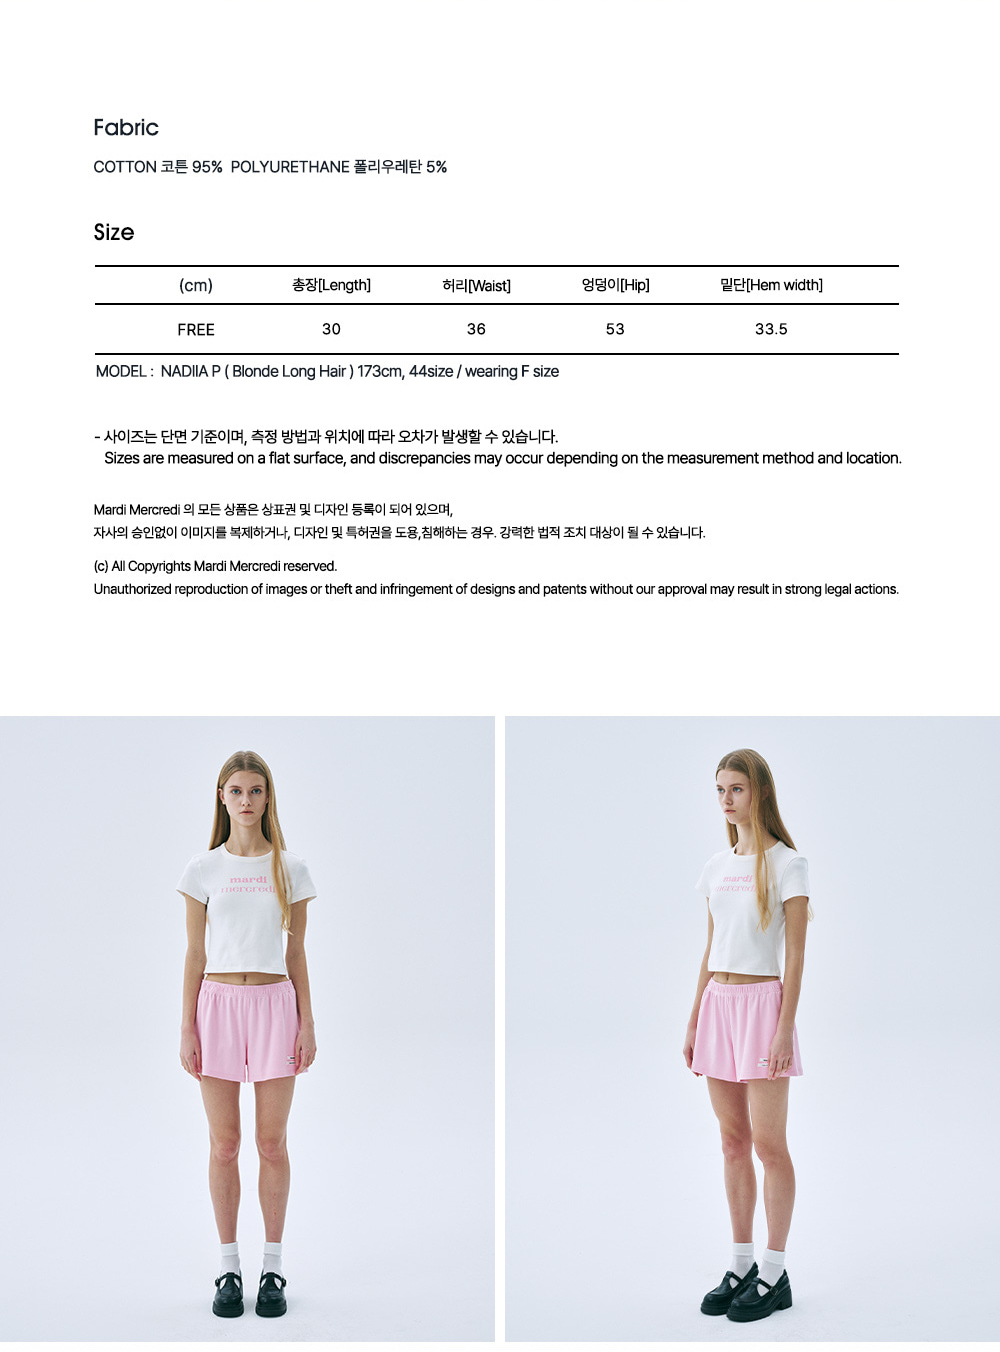 Fabric
COTTON 코튼 95%  POLYURETHANE 폴리우레탄 5%
Size
(cm) 총장[Length] 허리[Waist] 엉덩이[Hip] 밑단[Hem width]
FREE 30 36 53 33.5
MODEL :  NADIIA P ( Blonde Long Hair ) 173cm, 44size / wearing F size
- 사이즈는 단면 기준이며, 측정 방법과 위치에 따라 오차가 발생할 수 있습니다.
Sizes are measured on a flat surface, and discrepancies may occur depending on the measurement method and location.
Mardi Mercredi 의 모든 상품은 상표권 및 디자인 등록이 되어 있으며,
자사의 승인없이 이미지를 복제하거나, 디자인 및 특허권을 도용,침해하는 경우. 강력한 법적 조치 대상이 될 수 있습니다.
(c) All Copyrights Mardi Mercredi reserved.
Unauthorized reproduction of images or theft and infringement of designs and patents without our approval may result in strong legal actions.
mardi
mercredi
mardi
mercredi